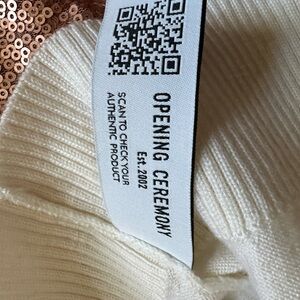 OPENING CEREMONY
Est. 2002
SCAN TO CHECK YOUR
AUTHENTIC PRODUCT